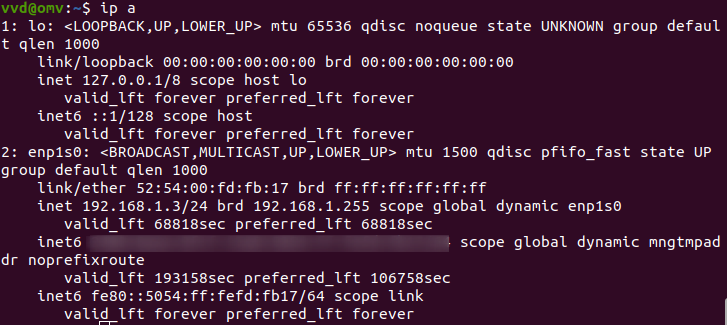 vvd@omv:~$ ip a
1: lo: <LOOPBACK,UP,LOWER_UP> mtu 65536 qdisc noqueue state UNKNOWN group defaul
t qlen 1000
    link/loopback 00:00:00:00:00:00 brd 00:00:00:00:00:00
    inet 127.0.0.1/8 scope host lo
       valid_lft forever preferred_lft forever
    inet6 ::1/128 scope host
       valid_lft forever preferred_lft forever
2: enp1s0: <BROADCAST,MULTICAST,UP,LOWER_UP> mtu 1500 qdisc pfifo_fast state UP
group default qlen 1000
    link/ether 52:54:00:fd:fb:17 brd ff:ff:ff:ff:ff:ff
    inet 192.168.1.3/24 brd 192.168.1.255 scope global dynamic enp1s0
       valid_lft 68818sec preferred_lft 68818sec
    inet6 scope global dynamic mngtmpad
dr noprefixroute
       valid_lft 193158sec preferred_lft 106758sec
    inet6 fe80::5054:ff:fefd:fb17/64 scope link
       valid_lft forever preferred_lft forever